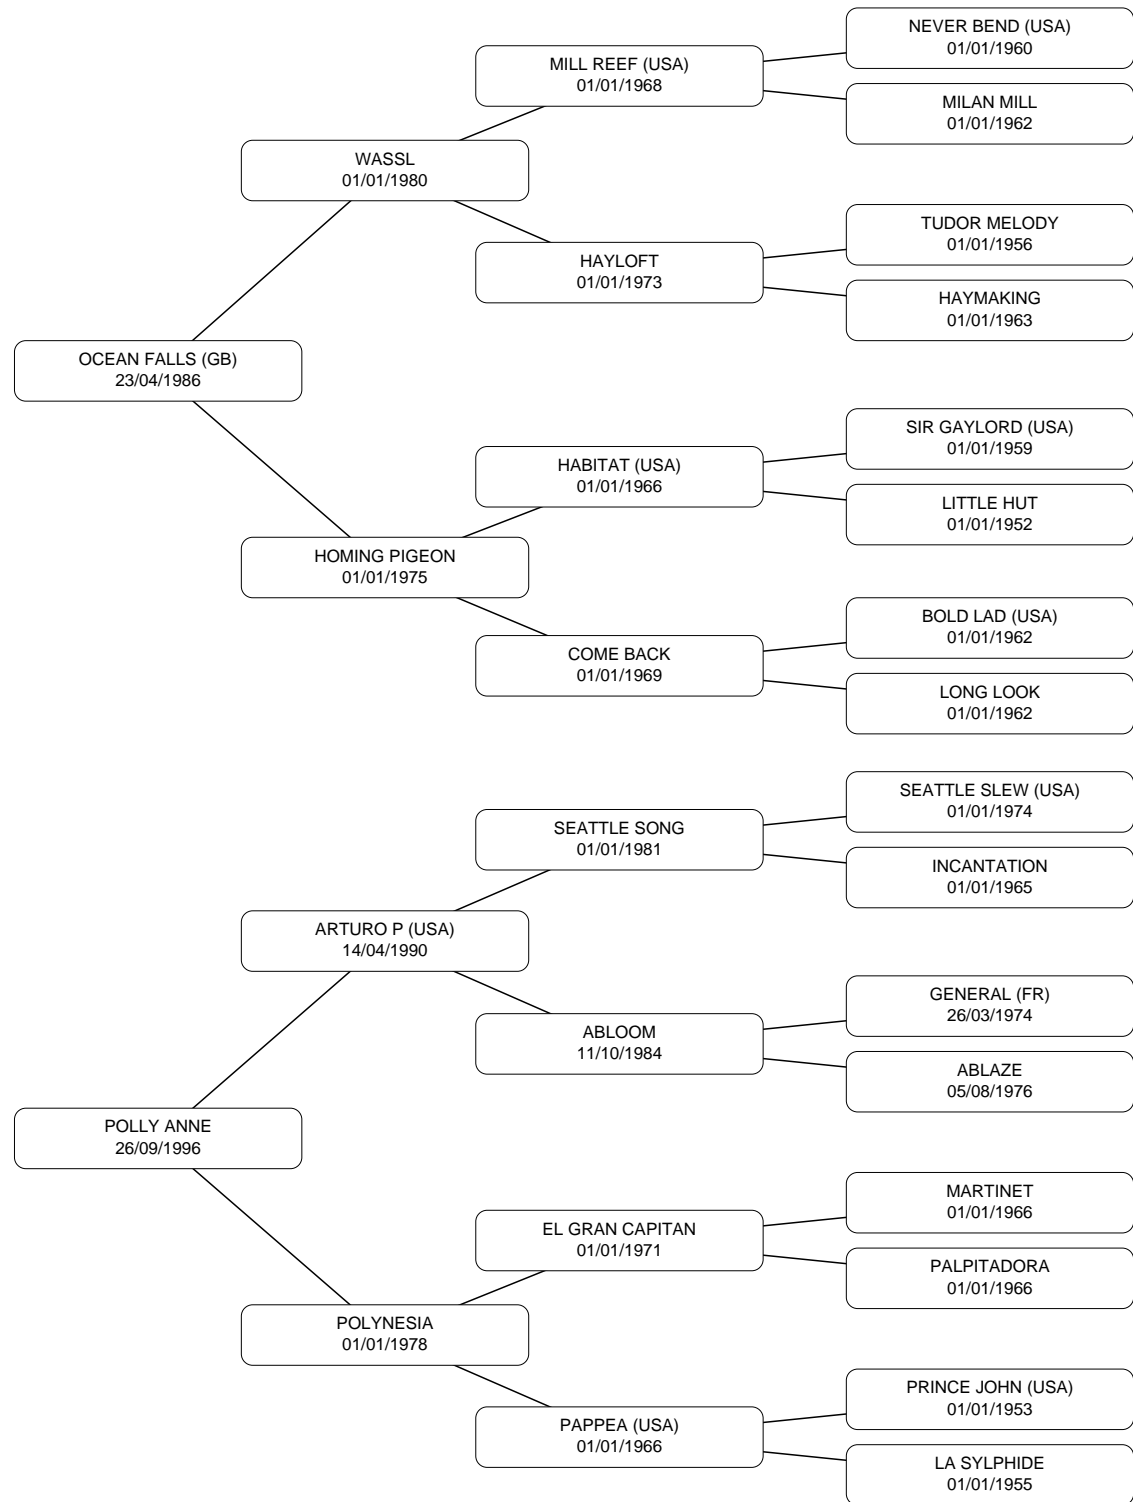 NEVER BEND (USA)
01/01/1960
MILL REEF (USA)
01/01/1968
MILAN MILL
01/01/1962
WASSL
01/01/1980
TUDOR MELODY
01/01/1956
HAYLOFT
01/01/1973
HAYMAKING
01/01/1963
OCEAN FALLS (GB)
23/04/1986
SIR GAYLORD (USA)
01/01/1959
HABITAT (USA)
01/01/1966
LITTLE HUT
01/01/1952
HOMING PIGEON
01/01/1975
BOLD LAD (USA)
01/01/1962
COME BACK
01/01/1969
LONG LOOK
01/01/1962
SEATTLE SLEW (USA)
01/01/1974
SEATTLE SONG
01/01/1981
INCANTATION
01/01/1965
ARTURO P (USA)
14/04/1990
GENERAL (FR)
26/03/1974
ABLOOM
11/10/1984
ABLAZE
05/08/1976
POLLY ANNE
26/09/1996
MARTINET
01/01/1966
EL GRAN CAPITAN
01/01/1971
PALPITADORA
01/01/1966
POLYNESIA
01/01/1978
PRINCE JOHN (USA)
01/01/1953
PAPPEA (USA)
01/01/1966
LA SYLPHIDE
01/01/1955